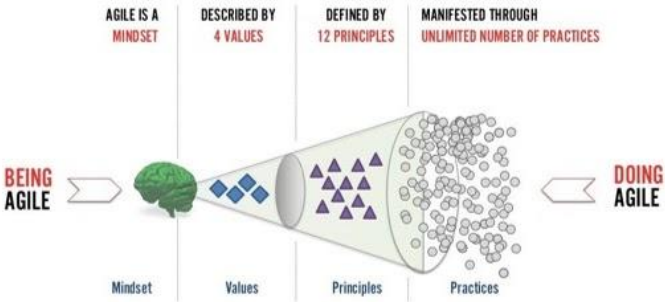 AGILE IS A
MINDSET
DESCRIBED BY
4 VALUES
DEFINED BY
12 PRINCIPLES
MANIFESTED THROUGH
UNLIMITED NUMBER OF PRACTICES
BEING
AGILE
DOING
AGILE
Mindset
Values
Principles
Practices